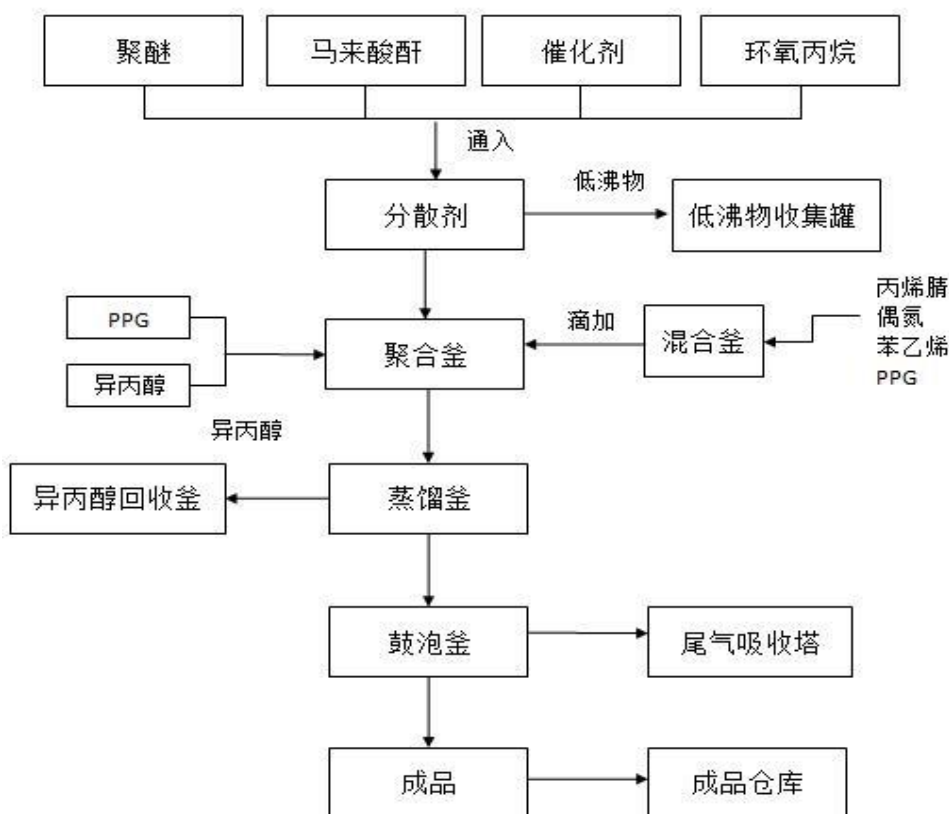 聚醚
马来酸酐
催化剂
环氧丙烷
通入
低沸物
分散剂
低沸物收集罐
丙烯腈
偶氮
苯乙烯
PPG
PPG
滴加
混合釜
聚合釜
异丙醇
异丙醇
异丙醇回收釜
蒸馏釜
鼓泡釜
尾气吸收塔
成品
成品仓库